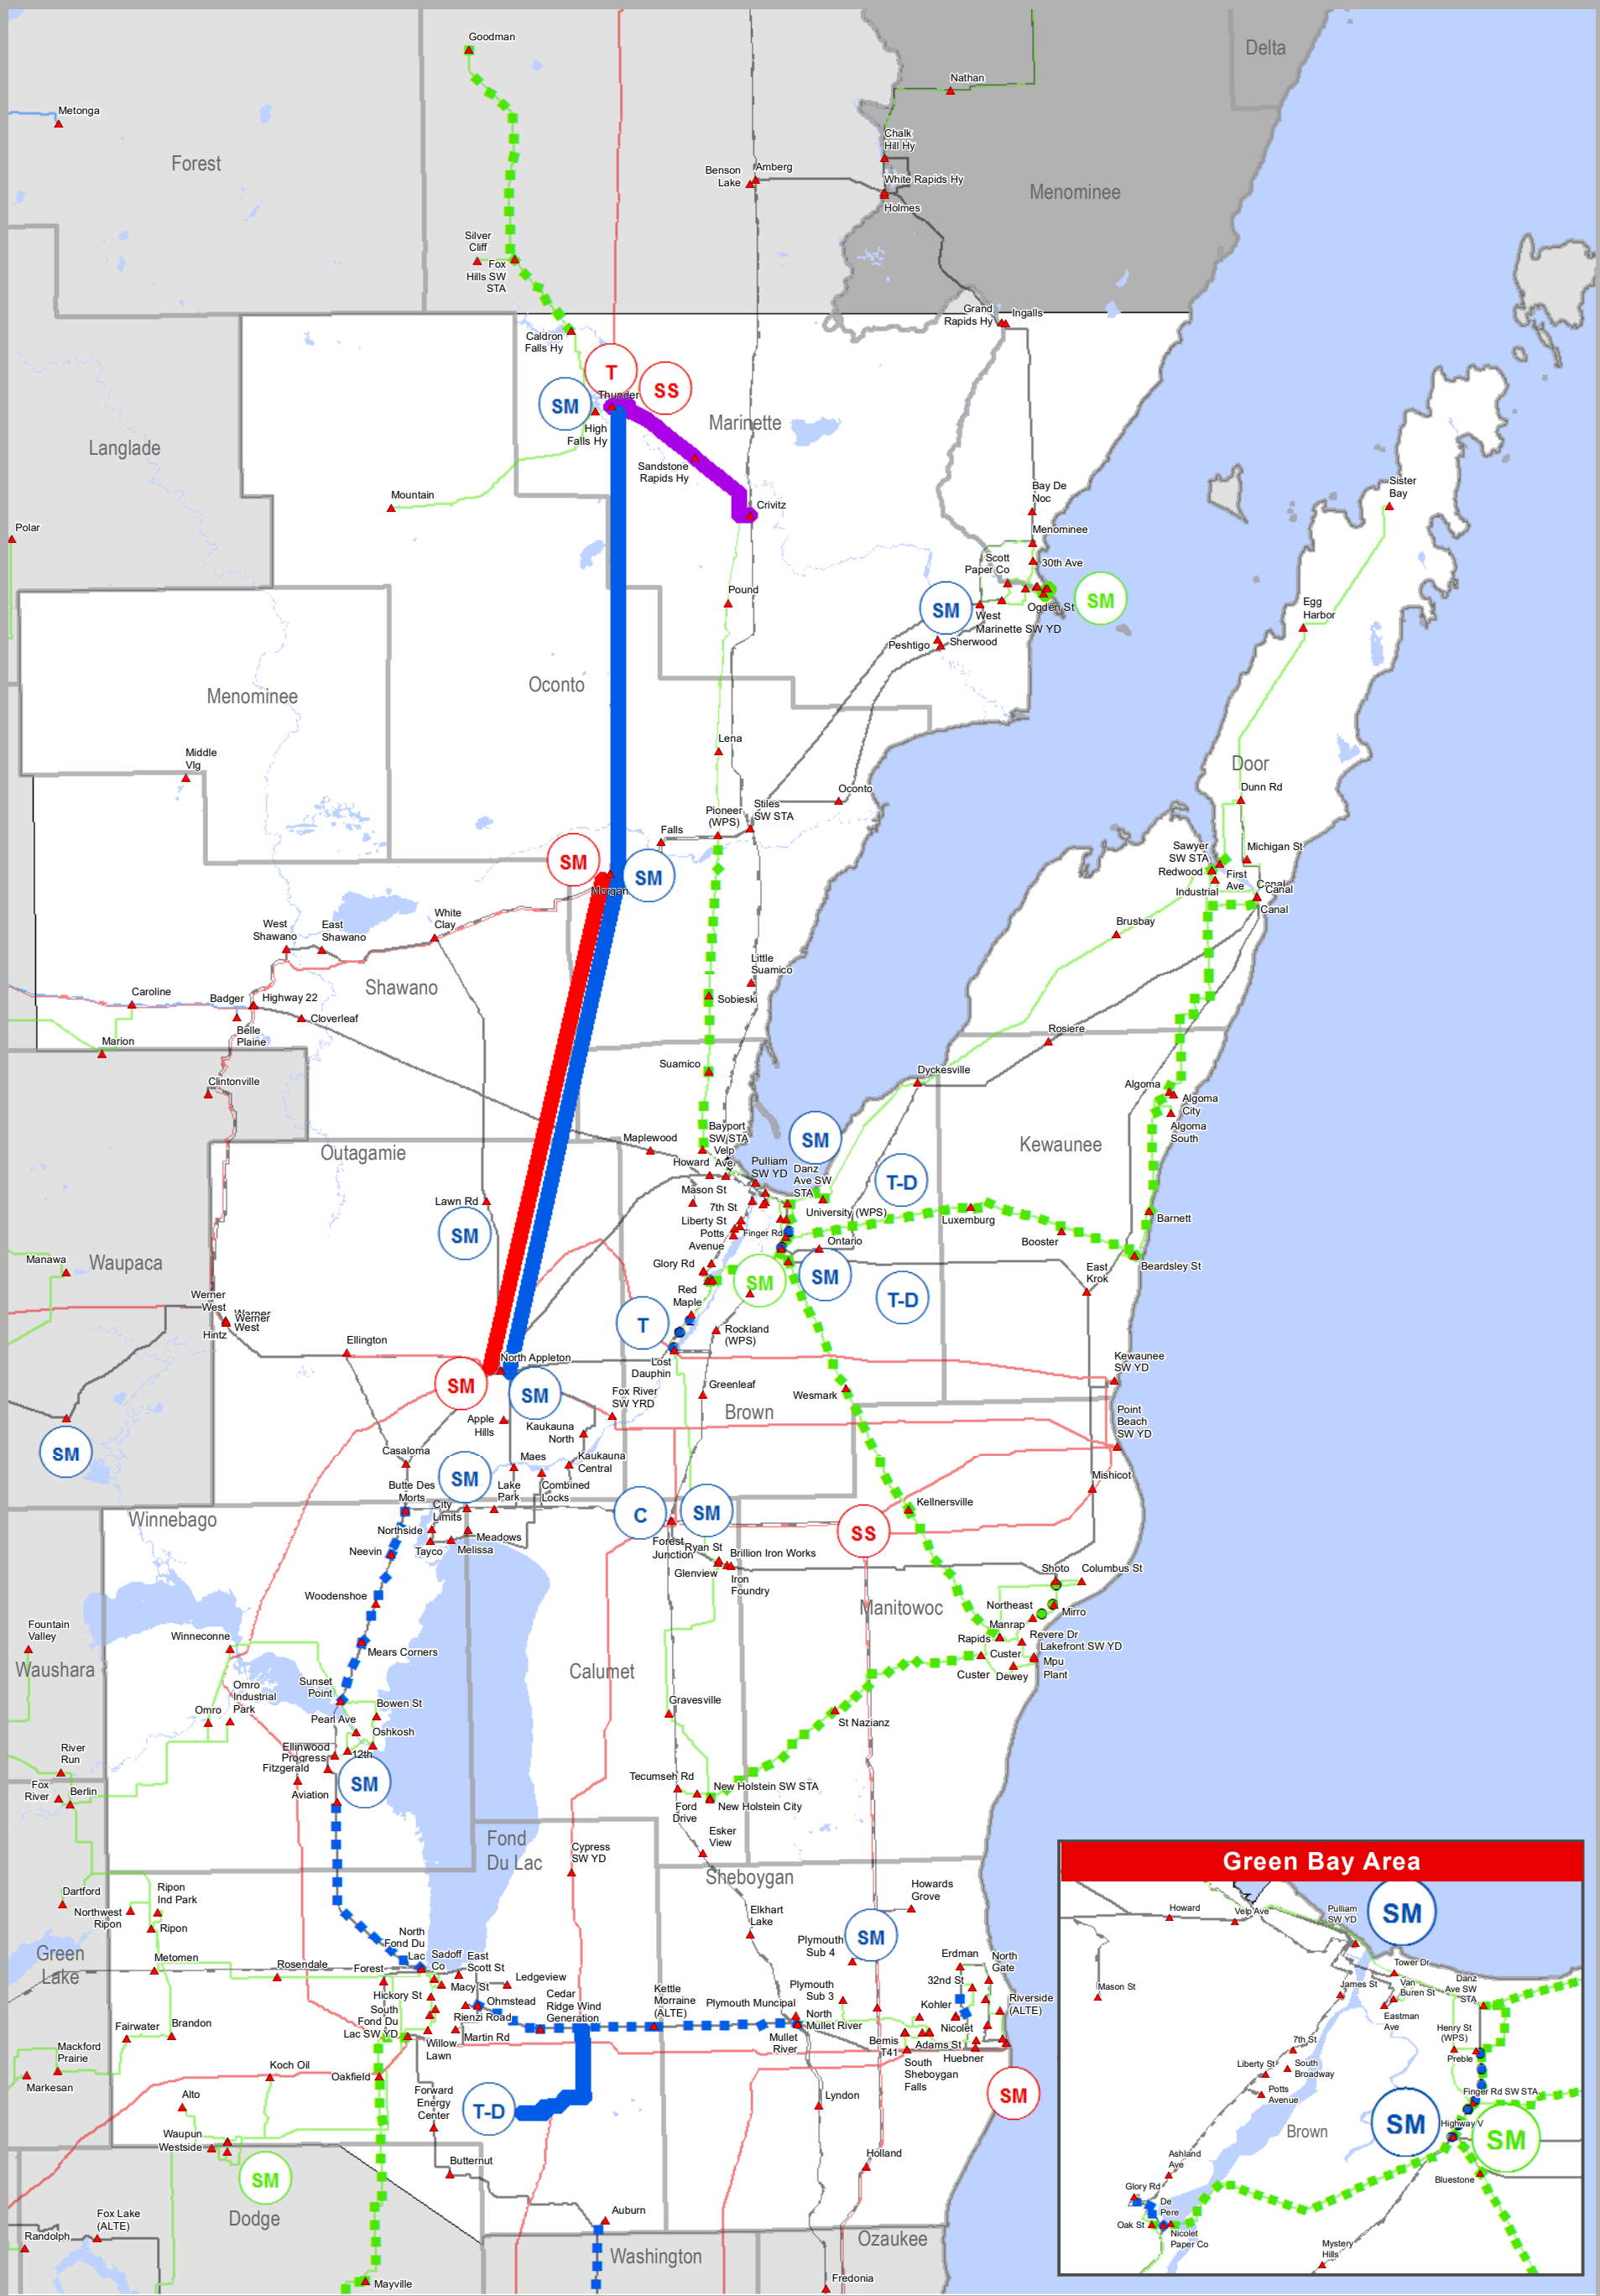 Goodman
Delta
Nathan
Metonga
Chalk
Hill Hy
Forest
Benson
Lake
Amberg
White Rapids Hy
Menominee
Holmes
Silver
Cliff
Fox
Hills SW
STA
Grand
Rapids Hy
Ingalls
Caldron
Falls Hy
T
SS
SM
Thunder
High
Falls Hy
Marinette
Langlade
Sandstone
Rapids Hy
Mountain
Crivitz
Bay De
Noc
Sister
Bay
Polar
Menominee
Scott
Paper Co
30th Ave
Pound
SM
Ogden St
SM
West
Marinette SW YD
Egg
Harbor
Peshtigo
Sherwood
Oconto
Menominee
Lena
Middle
Vlg
Door
Dunn Rd
Oconto
Pioneer
(WPS)
Stiles
SW STA
Falls
Sawyer
SW STA
Michigan St
Redwood
First
Ave
Industrial
Canal
Canal
Canal
SM
SM
Morgan
White
Clay
West
Shawano
East
Shawano
Brusbay
Little
Suamico
Shawano
Caroline
Badger
Highway 22
Sobieski
Cloverleaf
Belle
Plaine
Marion
Rosiere
Suamico
Dyckesville
Clintonville
Algoma
Algoma
City
Algoma
South
Bayport
SW STA
Maplewood
Velp
Ave
Howard
SM
Kewaunee
Outagamie
Pulliam
SW YD
Danz
Ave SW
STA
T-D
Mason St
Lawn Rd
7th St
Liberty St
University (WPS)
Luxemburg
Barnett
SM
Potts
Avenue
Finger Rd
Ontario
Booster
Beardsley St
Waupaca
Manawa
Glory Rd
SM
SM
East
Krok
Red
Maple
T-D
Werner
West
Werner
West
Hintz
T
Rockland
(WPS)
Ellington
North Appleton
Lost
Dauphin
Kewaunee
SW YD
SM
SM
Fox River
SW YRD
Greenleaf
Wesmark
Brown
Point
Beach
SW YD
Apple
Hills
Kaukauna
North
SM
Casaloma
Maes
Kaukauna
Central
Mishicot
Butte Des
Morts
SM
Lake
Park
Combined
Locks
Winnebago
City
Limits
C
SM
Kellnersville
SS
Northside
Meadows
Neevin
Tayco
Melissa
Forest
Junction
Ryan St
Brillion Iron Works
Glenview
Iron
Foundry
Shoto
Columbus St
Woodenshoe
Manitowoc
Northeast
Mirro
Fountain
Valley
Manrap
Winneconne
Rapids
Revere Dr
Mears Corners
Lakefront SW YD
Waushara
Calumet
Custer
Custer
Dewey
Mpu
Plant
Omro
Industrial
Park
Sunset
Point
Bowen St
Gravesville
Omro
Pearl Ave
St Nazianz
Oshkosh
River
Run
Ellinwood
Progress
12th
Fitzgerald
SM
Fox
River
Berlin
Aviation
Tecumseh Rd
New Holstein SW STA
Ford
Drive
New Holstein City
Fond
Du Lac
Esker
View
Cypress
SW YD
Sheboygan
Dartford
Ripon
Ind Park
Northwest
Ripon
Ripon
Howards
Grove
Elkhart
Lake
SM
Green
Lake
Metomen
North
Fond Du
Lac
Sadoff
Co
East
Scott St
Plymouth
Sub 4
Erdman
North
Gate
Rosendale
Forest
Ledgeview
Macy St
32nd St
Hickory St
Ohmstead
Cedar
Ridge Wind
Generation
Kettle
Morraine
(ALTE)
Plymouth Muncipal
Plymouth
Sub 3
Kohler
Riverside
(ALTE)
South
Fond Du
Lac SW YD
Rienzi Road
North
Mullet River
Nicolet
Fairwater
Brandon
Martin Rd
Mullet
River
Bemis
T41
Adams St
Willow
Lawn
Huebner
Mackford
Prairie
Koch Oil
Oakfield
South
Sheboygan
Falls
SM
Markesan
Alto
Forward
Energy
Center
T-D
Lyndon
Waupun
Westside
SM
Butternut
Holland
Auburn
Fox Lake
(ALTE)
Dodge
Randolph
Washington
Ozaukee
Mayville
Fredonia
Green Bay Area
Howard
Velp Ave
Pulliam
SW YD
SM
Mason St
Tower Dr
James St
Van
Buren St
Danz
Ave SW
STA
Eastman
Ave
Henry St
(WPS)
7th St
Preble
Liberty St
South
Broadway
Finger Rd SW STA
Potts
Avenue
SM
Brown
Highway V
SM
Ashland
Ave
Bluestone
Glory Rd
De
Pere
Oak St
Nicolet
Paper Co
Mystery
Hills